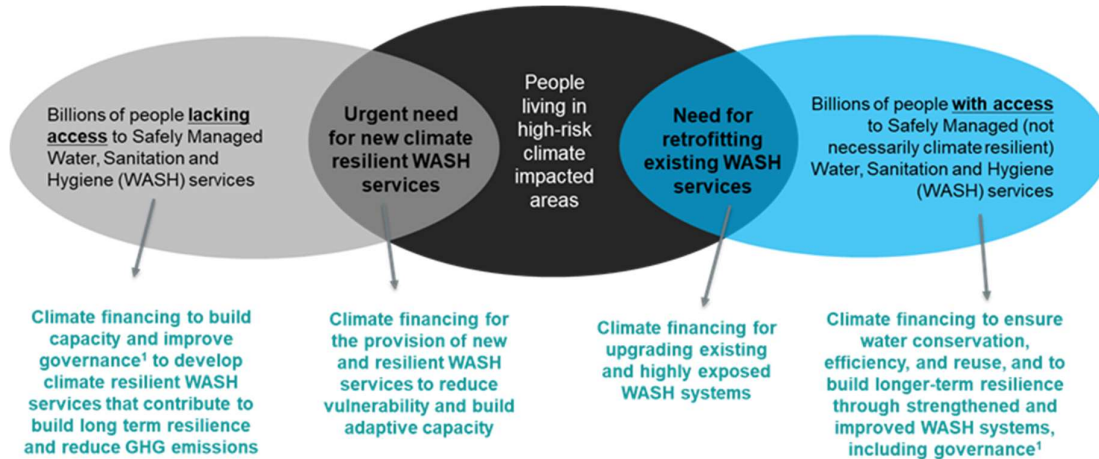 Billions of people lacking
access to Safely Managed
Water, Sanitation and
Hygiene (WASH) services
Urgent need
for new climate
resilient WASH
services
People
living in
high-risk
climate
impacted
areas
Need for
retrofitting
existing WASH
services
Billions of people with access
to Safely Managed (not
necessarily climate resilient)
Water, Sanitation and Hygiene
(WASH) services
Climate financing to build
capacity and improve
governance¹ to develop
climate resilient WASH
services that contribute to
build long term resilience
and reduce GHG emissions
Climate financing for
the provision of new
and resilient WASH
services to reduce
vulnerability and build
adaptive capacity
Climate financing for
upgrading existing
and highly exposed
WASH systems
Climate financing to ensure
water conservation,
efficiency, and reuse, and to
build longer-term resilience
through strengthened and
improved WASH systems,
including governance¹